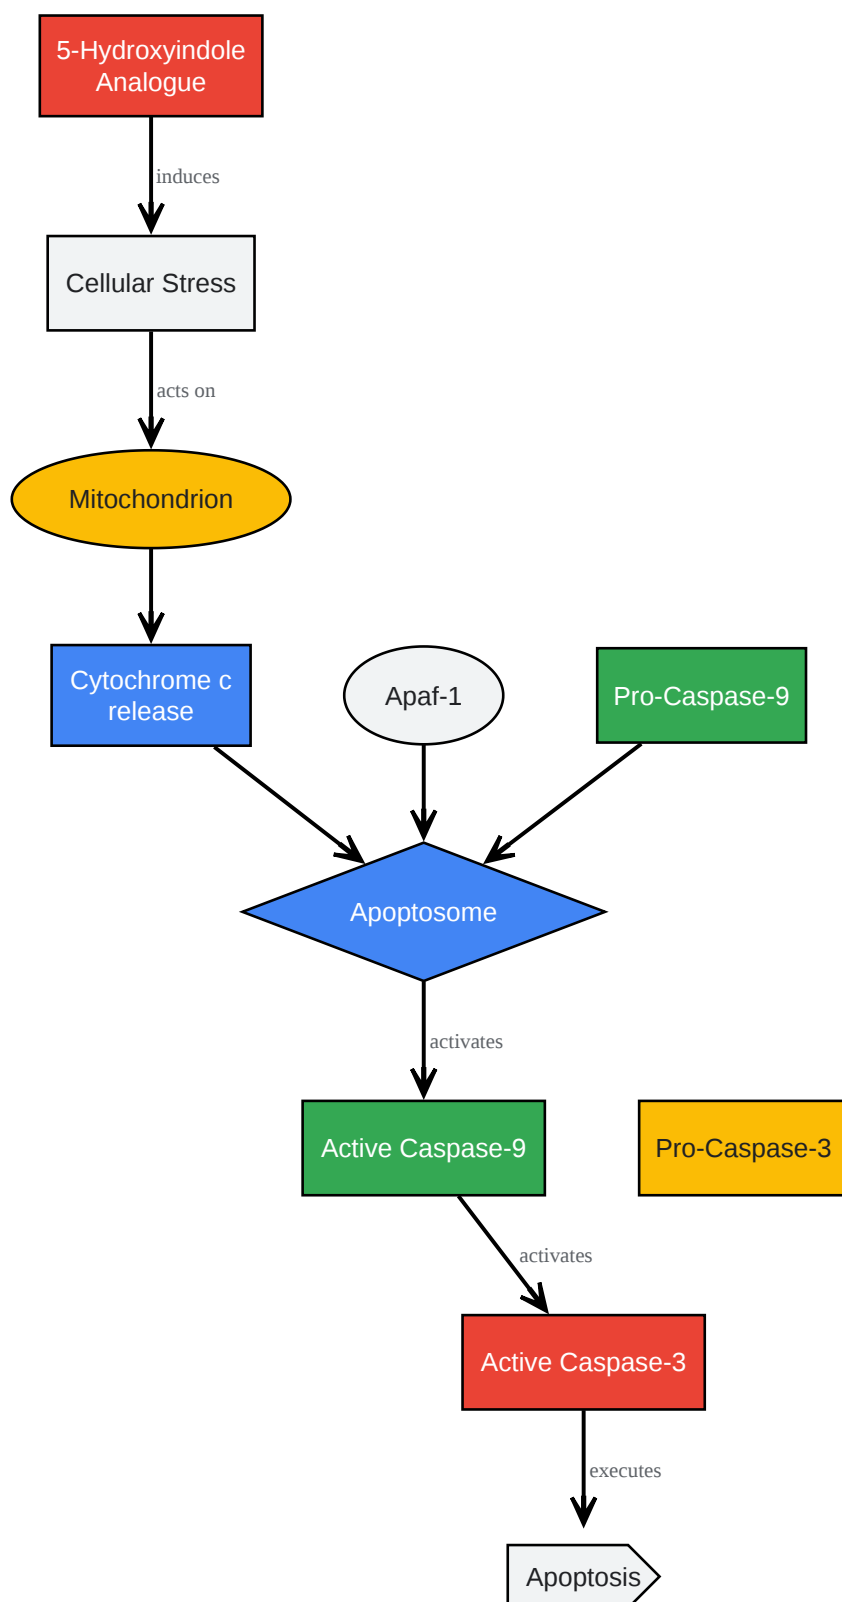 5-Hydroxyindole
Analogue
induces
Cellular Stress
acts on
Mitochondrion
Cytochrome c
release
Apaf-1
Pro-Caspase-9
Apoptosome
activates
Active Caspase-9
Pro-Caspase-3
activates
Active Caspase-3
executes
Apoptosis